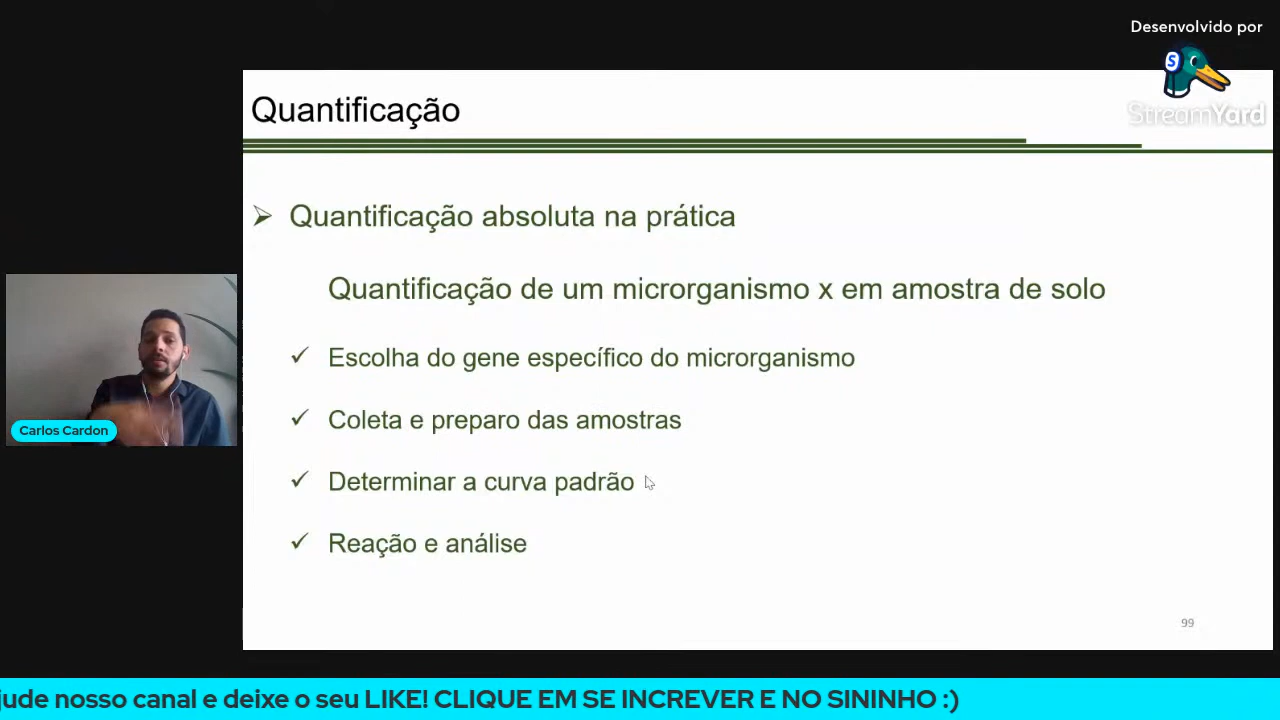 Desenvolvido por
StreamYard
Quantificação
Quantificação absoluta na prática
Quantificação de um microrganismo x em amostra de solo
Escolha do gene específico do microrganismo
Coleta e preparo das amostras
Determinar a curva padrão
Reação e análise
99
Carlos Cardon
jude nosso canal e deixe o seu LIKE! CLIQUE EM SE INCREVER E NO SININHO :)